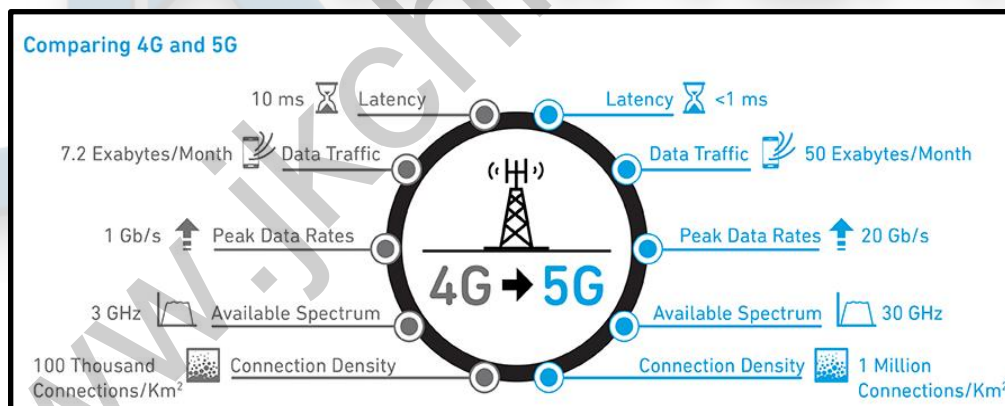 Comparing 4G and 5G
10 ms Latency
Latency <1 ms
7.2 Exabytes/Month Data Traffic
Data Traffic 50 Exabytes/Month
1 Gb/s Peak Data Rates
Peak Data Rates 20 Gb/s
4G 5G
3 GHz Available Spectrum
Available Spectrum 30 GHz
100 Thousand
Connections/Km²
Connection Density
Connection Density
1 Million
Connections/Km²
www.jkch